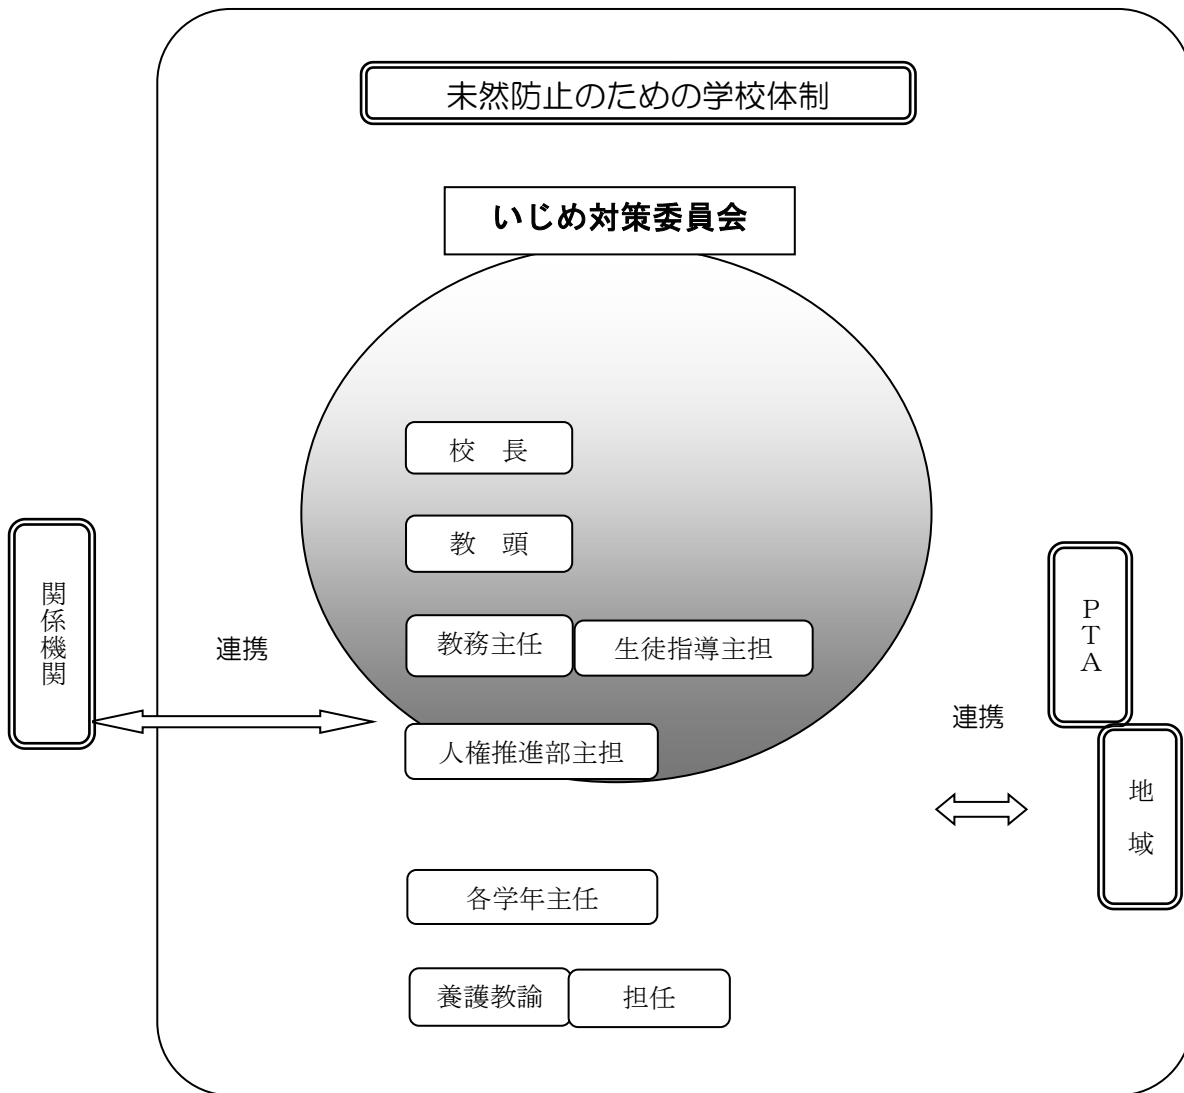 未然防止のための学校体制
いじめ対策委員会
校　長
教　頭
教務主任
生徒指導主担
人権推進部主担
各学年主任
養護教諭
担任
関係機関
連携
連携
ＰＴＡ
地　域